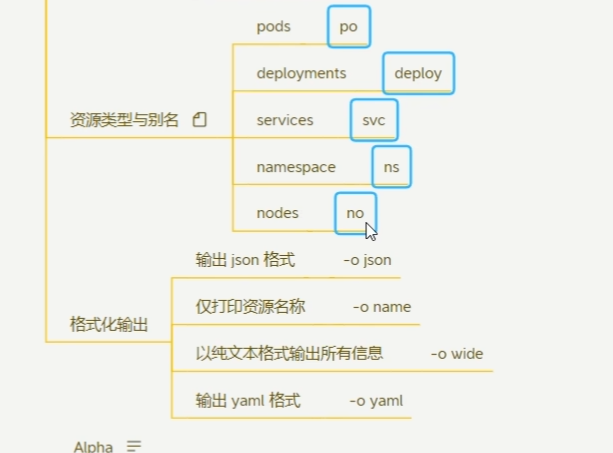 pods po
deployments deploy
资源类型与别名
services svc
namespace ns
nodes no
输出 json 格式 -o json
仅打印资源名称 -o name
格式化输出
以纯文本格式输出所有信息 -o wide
输出 yaml 格式 -o yaml
Alpha